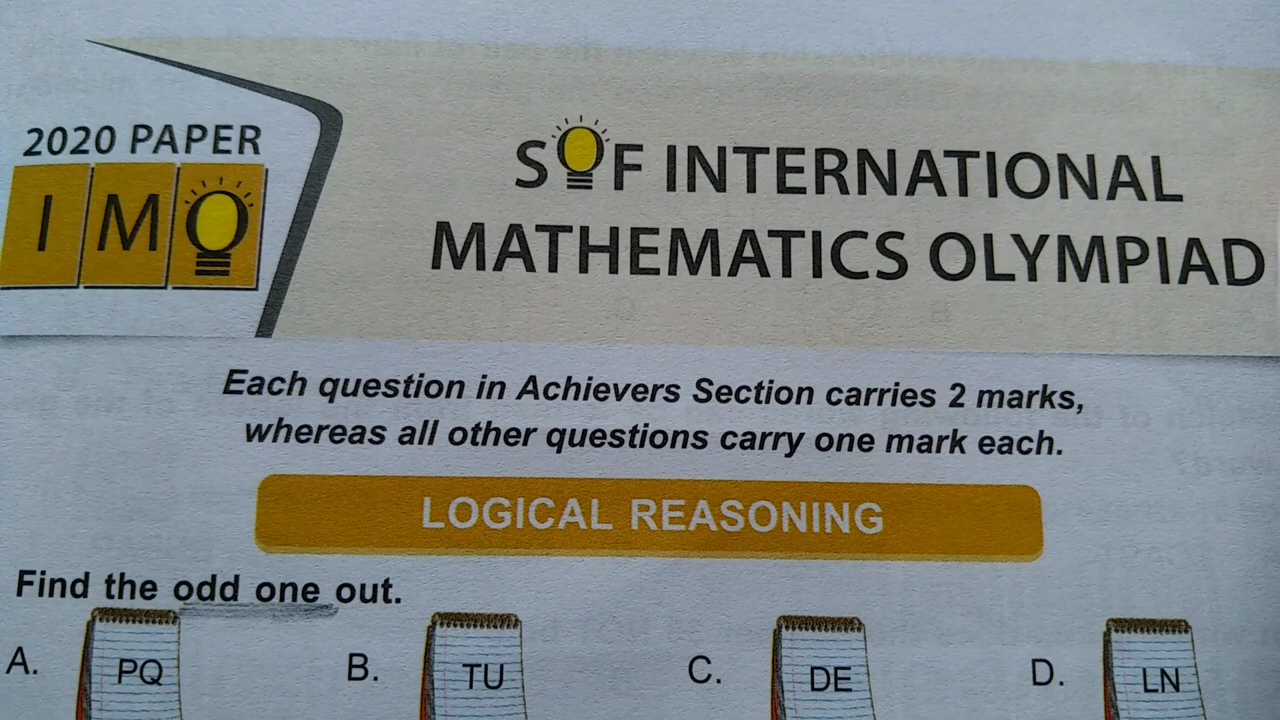 2020 PAPER
IMO
SOF INTERNATIONAL
MATHEMATICS OLYMPIAD
Each question in Achievers Section carries 2 marks,
whereas all other questions carry one mark each.
LOGICAL REASONING
Find the odd one out.
A. PQ B. TU C. DE D. LN